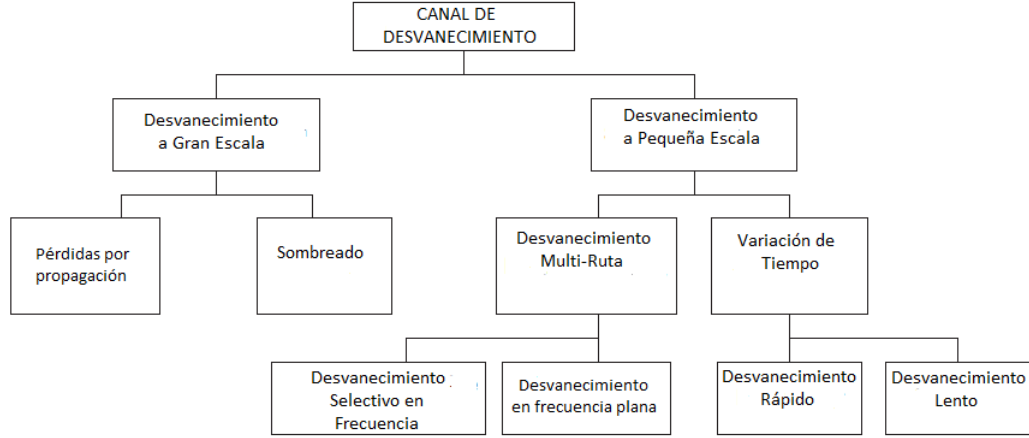 CANAL DE
DESVANECIMIENTO
Desvanecimiento
a Gran Escala
Desvanecimiento
a Pequeña Escala
Pérdidas por
propagación
Sombreado
Desvanecimiento
Multi-Ruta
Variación de
Tiempo
Desvanecimiento
Selectivo en
Frecuencia
Desvanecimiento
en frecuencia plana
Desvanecimiento
Rápido
Desvanecimiento
Lento